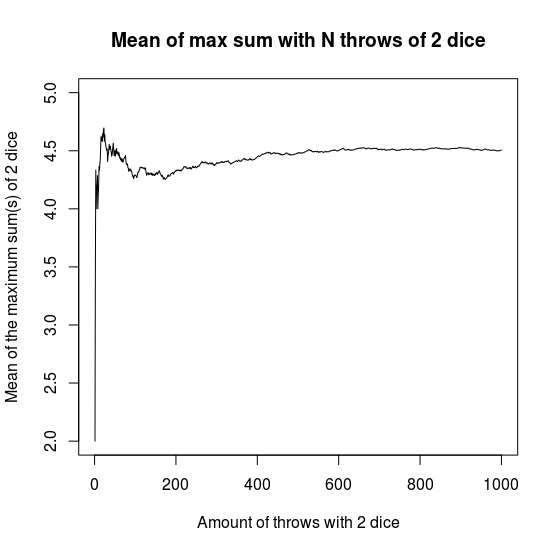 Mean of max sum with N throws of 2 dice
Mean of the maximum sum(s) of 2 dice
5.0
4.5
4.0
3.5
3.0
2.5
2.0
0 200 400 600 800 1000
Amount of throws with 2 dice